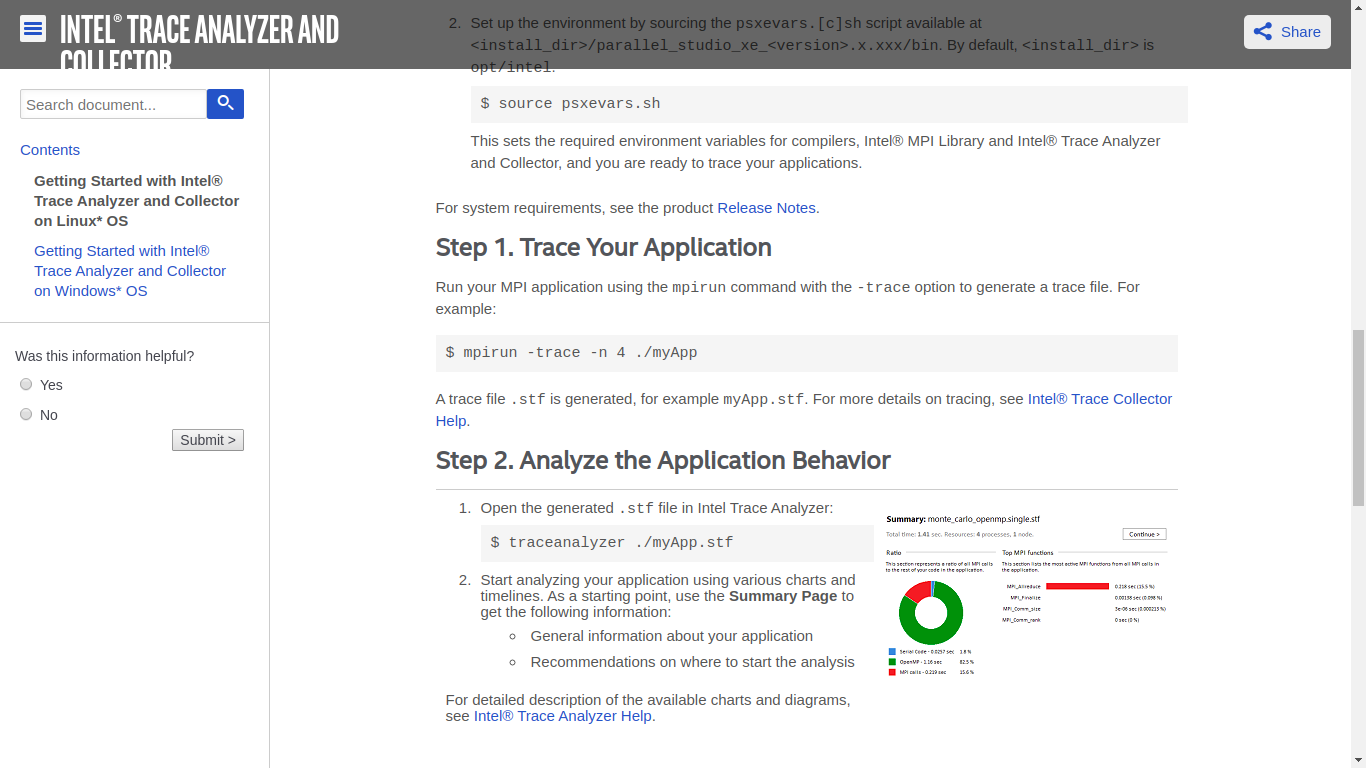 INTEL® TRACE ANALYZER AND
COLLECTOR
Share
Search document...
Contents
Getting Started with Intel®
Trace Analyzer and Collector
on Linux* OS
Getting Started with Intel®
Trace Analyzer and Collector
on Windows* OS
Was this information helpful?
Yes
No
Submit >
2. Set up the environment by sourcing the psxevars.[c]sh script available at
<install_dir>/parallel_studio_xe_<version>.x.xxx/bin. By default, <install_dir> is
opt/intel.
$ source psxevars.sh
This sets the required environment variables for compilers, Intel® MPI Library and Intel® Trace Analyzer
and Collector, and you are ready to trace your applications.
For system requirements, see the product Release Notes.
Step 1. Trace Your Application
Run your MPI application using the mpirun command with the -trace option to generate a trace file. For
example:
$ mpirun -trace -n 4 ./myApp
A trace file .stf is generated, for example myApp.stf. For more details on tracing, see Intel® Trace Collector
Help.
Step 2. Analyze the Application Behavior
1. Open the generated .stf file in Intel Trace Analyzer:
$ traceanalyzer ./myApp.stf
2. Start analyzing your application using various charts and
timelines. As a starting point, use the Summary Page to
get the following information:
General information about your application
Recommendations on where to start the analysis
For detailed description of the available charts and diagrams,
see Intel® Trace Analyzer Help.
Summary: monte_carlo_openmp.single.stf
Total time: 1.41 sec. Resources: 4 processes, 1 node.
Continue >
Ratio
This section represents a ratio of all MPI calls
to the rest of your code in the application.
Serial Code - 0.0257 sec 1.8 %
OpenMP - 1.16 sec 82.5 %
MPI calls - 0.219 sec 15.6 %
Top MPI functions
This section lists the most active MPI functions from all MPI calls in
the application.
MPI_Allreduce 0.218 sec (15.5 %)
MPI_Finalize 0.00138 sec (0.098 %)
MPI_Comm_size 3e-06 sec (0.000213 %)
MPI_Comm_rank 0 sec (0 %)